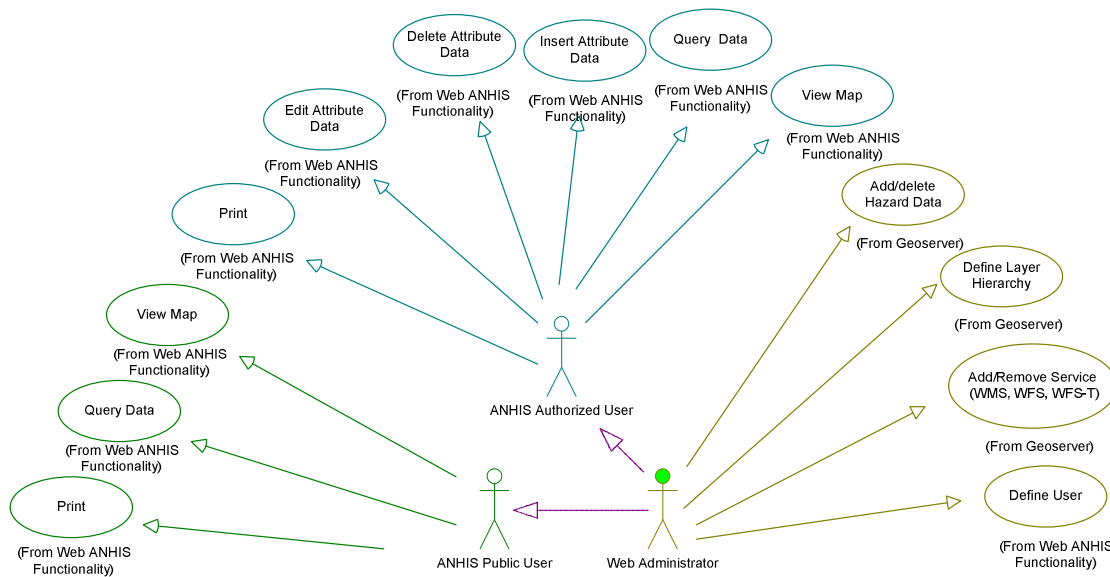 Delete Attribute
Data
(From Web ANHIS
Functionality)
Insert Attribute
Data
(From Web ANHIS
Functionality)
Query Data
(From Web ANHIS
Functionality)
View Map
(From Web ANHIS
Functionality)
Edit Attribute
Data
(From Web ANHIS
Functionality)
Print
(From Web ANHIS
Functionality)
Add/delete
Hazard Data
(From Geoserver)
Define Layer
Hierarchy
(From Geoserver)
View Map
(From Web ANHIS
Functionality)
Add/Remove Service
(WMS, WFS, WFS-T)
(From Geoserver)
Query Data
(From Web ANHIS
Functionality)
ANHIS Authorized User
Print
(From Web ANHIS
Functionality)
Define User
(From Web ANHIS
Functionality)
ANHIS Public User
Web Administrator